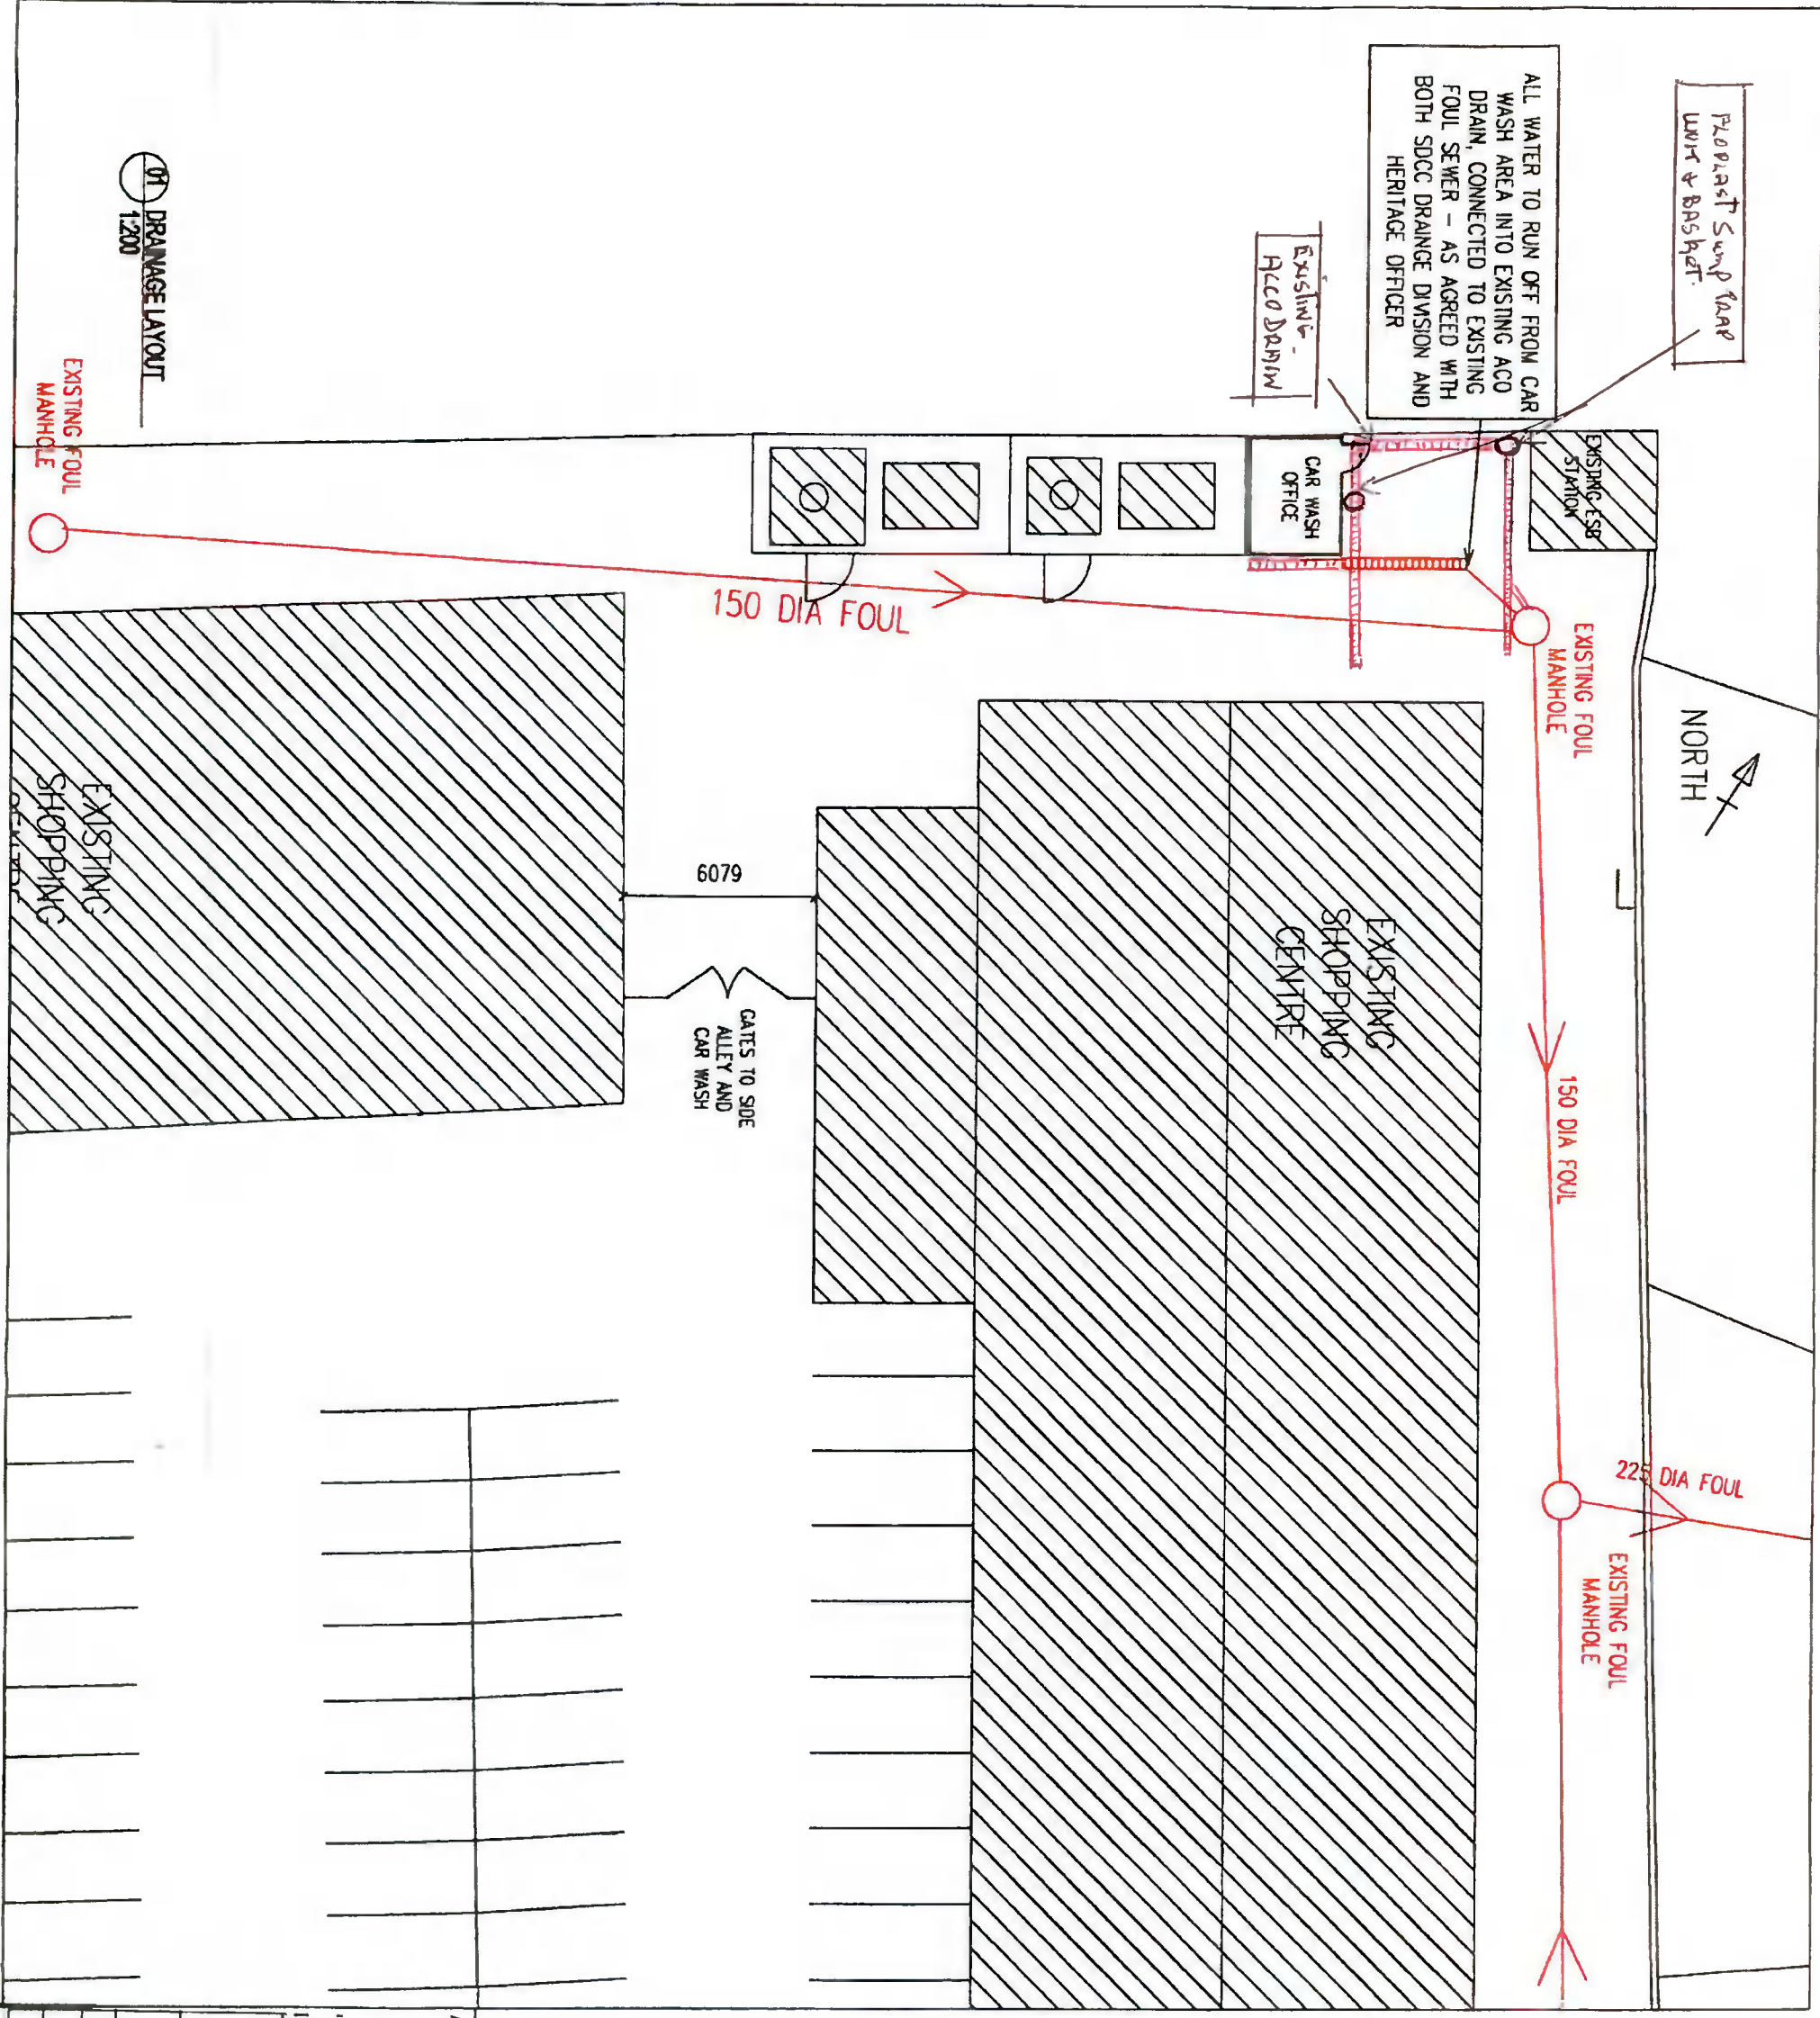 FLOPLAST SUMP TRAP
UNIT & BASKET.
ALL WATER TO RUN OFF FROM CAR
WASH AREA INTO EXISTING ACO
DRAIN, CONNECTED TO EXISTING
FOUL SEWER - AS AGREED WITH
BOTH SDCC DRAINGE DIVISION AND
HERITAGE OFFICER
EXISTING -
ACCO DRAIN
EXISTING ESB
STATION
CAR WASH
OFFICE
EXISTING FOUL
MANHOLE
NORTH
150 DIA FOUL
150 DIA FOUL
225 DIA FOUL
EXISTING FOUL
MANHOLE
EXISTING
SHOPPING
CENTRE
6079
GATES TO SIDE
ALLEY AND
CAR WASH
EXISTING
SHOPPING
CENTRE
01 DRAINAGE LAYOUT
1:200
EXISTING FOUL
MANHOLE